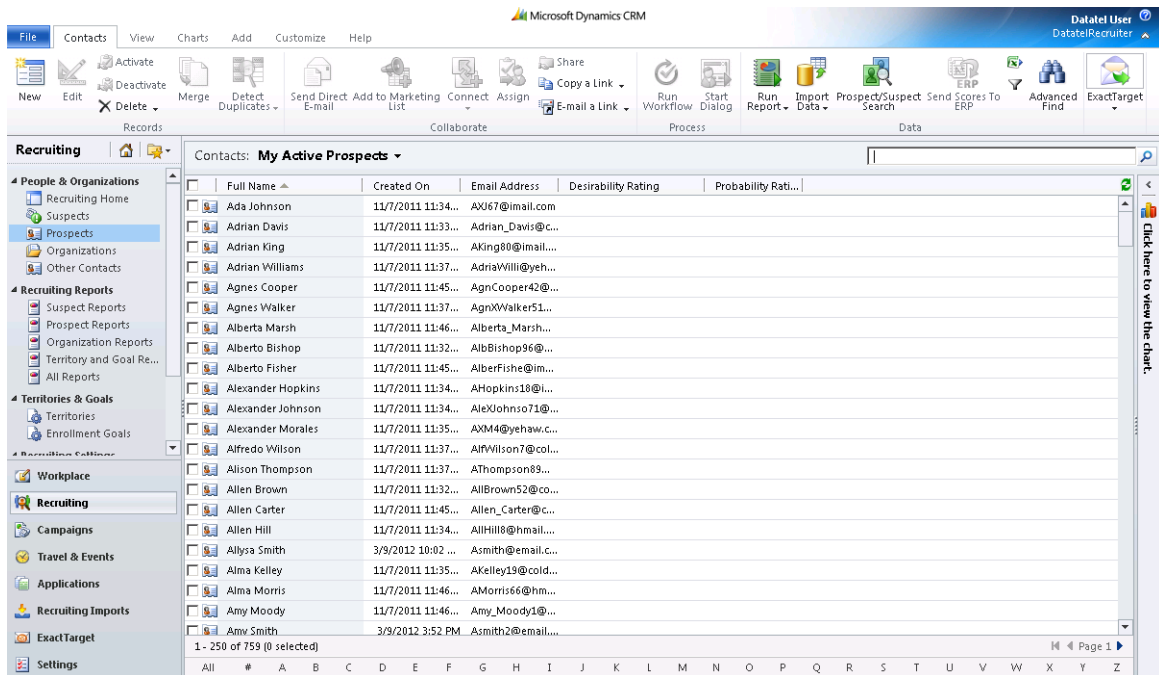 Microsoft Dynamics CRM
Datatel User
DatatelRecruiter
File Contacts View Charts Add Customize Help
New
Edit
Activate
Deactivate
Delete
Records
Merge
Detect Duplicates
Send Direct E-mail
Add to Marketing List
Connect
Assign
Share
Copy a Link
E-mail a Link
Collaborate
Run Workflow
Start Dialog
Process
Run Report
Import Data
Prospect/Suspect Search
Send Scores To ERP
Advanced Find
Data
ExactTarget
Recruiting
People & Organizations
Recruiting Home
Suspects
Prospects
Organizations
Other Contacts
Recruiting Reports
Suspect Reports
Prospect Reports
Organization Reports
Territory and Goal Re...
All Reports
Territories & Goals
Territories
Enrollment Goals
Recruiting Settings
Workplace
Recruiting
Campaigns
Travel & Events
Applications
Recruiting Imports
ExactTarget
Settings
Contacts: My Active Prospects
Full Name Created On Email Address Desirability Rating Probability Rati...
Ada Johnson 11/7/2011 11:34... AXJ67@imail.com
Adrian Davis 11/7/2011 11:33... Adrian_Davis@c...
Adrian King 11/7/2011 11:35... AKing80@imail....
Adrian Williams 11/7/2011 11:37... AdriaWilli@yeh...
Agnes Cooper 11/7/2011 11:45... AgnCooper42@...
Agnes Walker 11/7/2011 11:37... AgnXWalker51...
Alberta Marsh 11/7/2011 11:46... Alberta_Marsh...
Alberto Bishop 11/7/2011 11:32... AlbBishop96@...
Alberto Fisher 11/7/2011 11:45... AlberFishe@im...
Alexander Hopkins 11/7/2011 11:34... AHopkins18@i...
Alexander Johnson 11/7/2011 11:34... AleXJohnso71@...
Alexander Morales 11/7/2011 11:35... AXM4@yehaw.c...
Alfredo Wilson 11/7/2011 11:37... AlfWilson7@col...
Alison Thompson 11/7/2011 11:37... AThompson89...
Allen Brown 11/7/2011 11:32... AllBrown52@co...
Allen Carter 11/7/2011 11:45... Allen_Carter@c...
Allen Hill 11/7/2011 11:34... AllHill8@hmail....
Allysa Smith 3/9/2012 10:02 ... Asmith@email.c...
Alma Kelley 11/7/2011 11:35... AKelley19@cold...
Alma Morris 11/7/2011 11:46... AMorris66@hm...
Amy Moody 11/7/2011 11:46... Amy_Moody1@...
Amy Smith 3/9/2012 3:52 PM Asmith2@email....
1 - 250 of 759 (0 selected)
Page 1
All # A B C D E F G H I J K L M N O P Q R S T U V W X Y Z
Click here to view the chart.